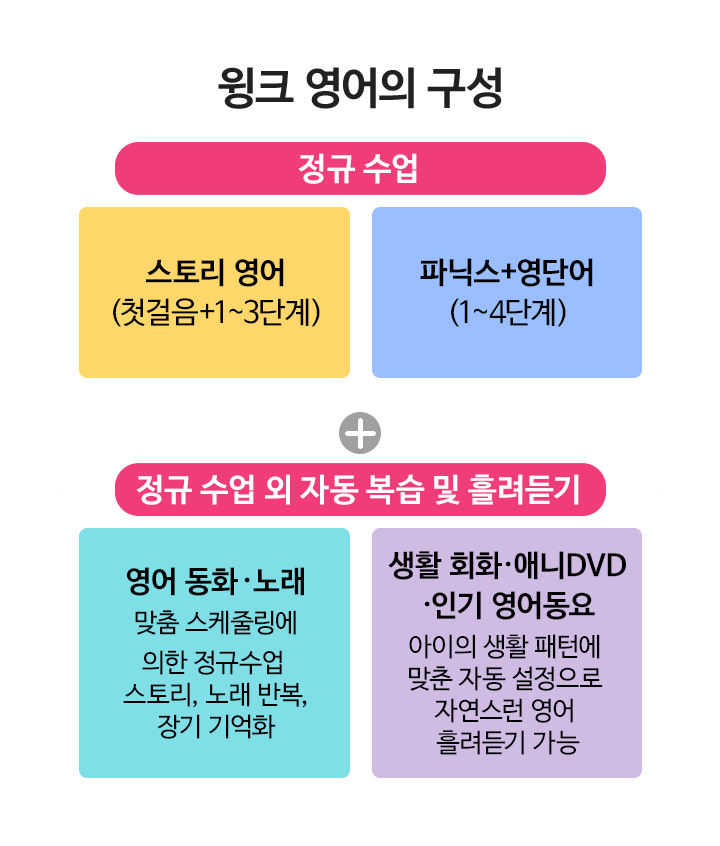 윙크 영어의 구성
정규 수업
스토리 영어
(첫걸음+1~3단계)
파닉스+영단어
(1~4단계)
정규 수업 외 자동 복습 및 흘려듣기
영어 동화·노래
맞춤 스케줄링에
의한 정규수업
스토리, 노래 반복,
장기 기억화
생활 회화·애니DVD
·인기 영어동요
아이의 생활 패턴에
맞춘 자동 설정으로
자연스런 영어
흘려듣기 가능